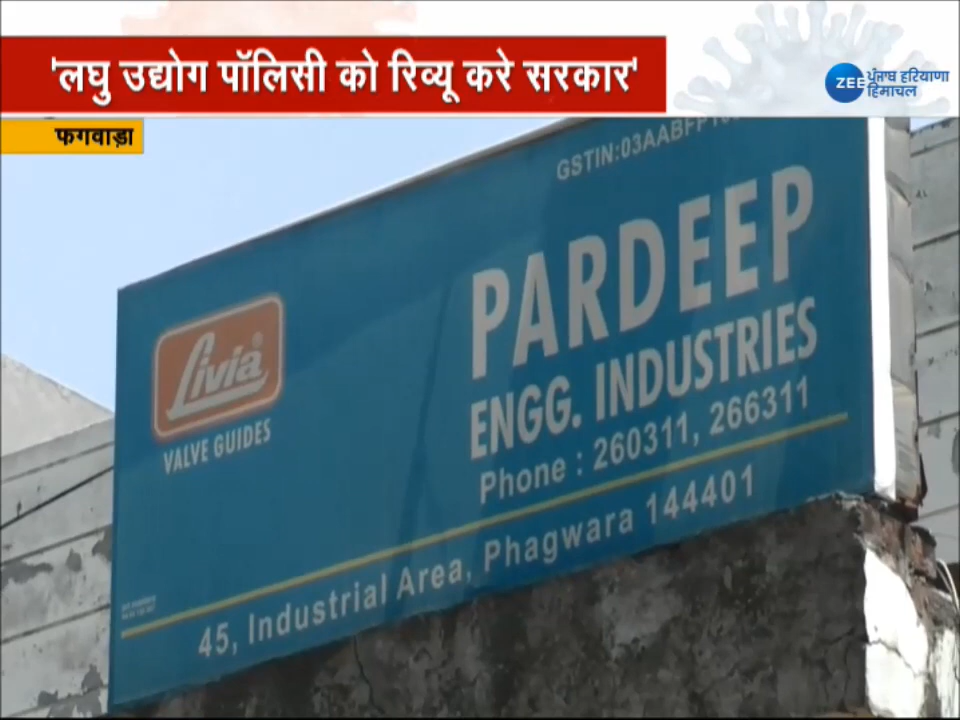 'लघु उद्योग पॉलिसी को रिव्यू करे सरकार'
ZEE ਪੰਜਾਬ हरियाणा हिमाचल
फगवाड़ा
PARDEEP
ENGG. INDUSTRIES
Phone : 260311, 266311
Livia®
VALVE GUIDES
45, Industrial Area, Phagwara 144401